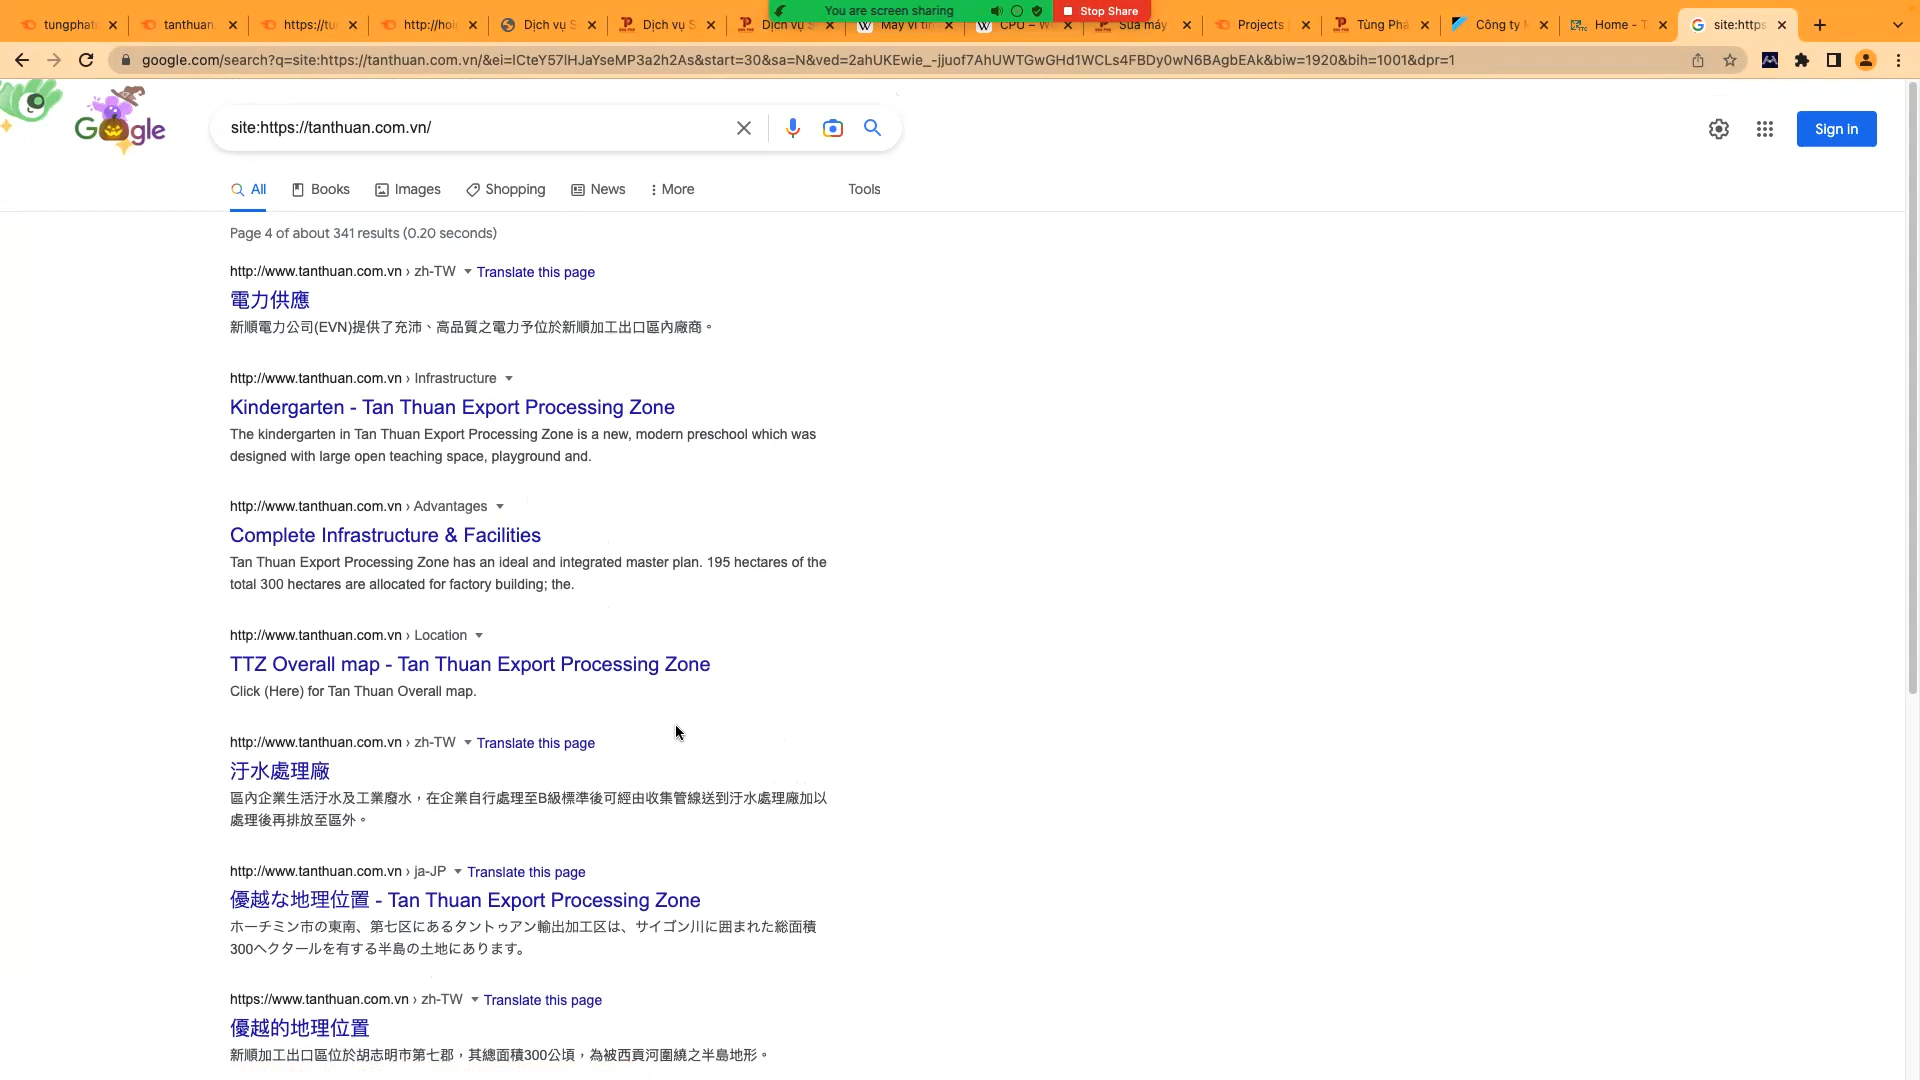 tungphat
tanthuan.
https://tu
http://hoi
Dịch vụ S
Dịch vụ S
Dịch vụ S
Máy vi tín
CPU – W
Sửa máy
Projects
Tùng Phá
Công ty
Home - T
site:https
You are screen sharing
Stop Share
google.com/search?q=site:https://tanthuan.com.vn/&ei=lCteY57lHJaYseMP3a2h2As&start=30&sa=N&ved=2ahUKEwie_-jjuof7AhUWTGwGHd1WCLs4FBDy0wN6BAgbEAk&biw=1920&bih=1001&dpr=1
Google
site:https://tanthuan.com.vn/
Sign in
All Books Images Shopping News More Tools
Page 4 of about 341 results (0.20 seconds)
http://www.tanthuan.com.vn › zh-TW Translate this page
電力供應
新順電力公司(EVN)提供了充沛、高品質之電力予位於新順加工出口區內廠商。
http://www.tanthuan.com.vn › Infrastructure
Kindergarten - Tan Thuan Export Processing Zone
The kindergarten in Tan Thuan Export Processing Zone is a new, modern preschool which was
designed with large open teaching space, playground and.
http://www.tanthuan.com.vn › Advantages
Complete Infrastructure & Facilities
Tan Thuan Export Processing Zone has an ideal and integrated master plan. 195 hectares of the
total 300 hectares are allocated for factory building; the.
http://www.tanthuan.com.vn › Location
TTZ Overall map - Tan Thuan Export Processing Zone
Click (Here) for Tan Thuan Overall map.
http://www.tanthuan.com.vn › zh-TW Translate this page
汙水處理廠
區內企業生活汙水及工業廢水，在企業自行處理至B級標準後可經由收集管線送到汙水處理廠加以
處理後再排放至區外。
http://www.tanthuan.com.vn › ja-JP Translate this page
優越な地理位置 - Tan Thuan Export Processing Zone
ホーチミン市の東南、第七区にあるタントゥアン輸出加工区は、サイゴン川に囲まれた総面積
300ヘクタールを有する半島の土地にあります。
https://www.tanthuan.com.vn › zh-TW Translate this page
優越的地理位置
新順加工出口區位於胡志明市第七郡，其總面積300公頃，為被西貢河圍繞之半島地形。